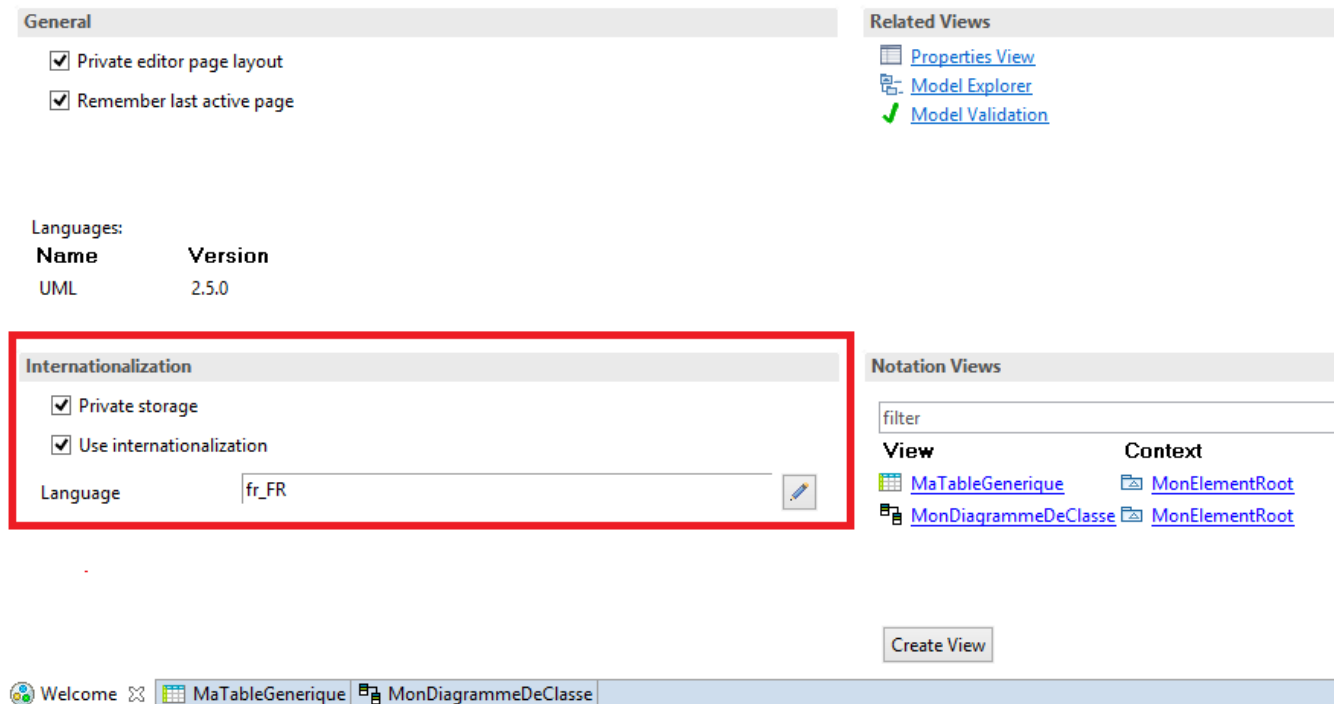 General
Private editor page layout
Remember last active page
Related Views
Properties View
Model Explorer
Model Validation
Languages:
Name Version
UML 2.5.0
Internationalization
Private storage
Use internationalization
Language fr_FR
Notation Views
filter
View Context
MaTableGenerique MonElementRoot
MonDiagrammeDeClasse MonElementRoot
Create View
Welcome MaTableGenerique MonDiagrammeDeClasse